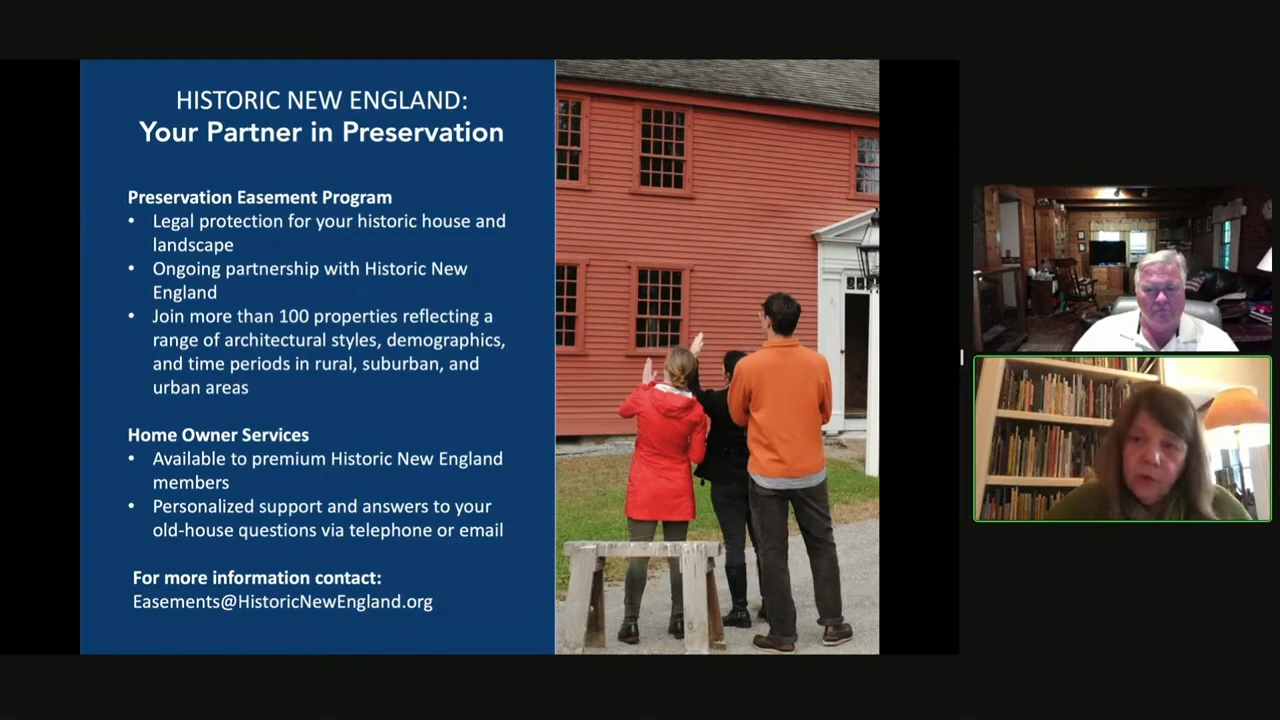 HISTORIC NEW ENGLAND:
Your Partner in Preservation
Preservation Easement Program
• Legal protection for your historic house and
landscape
• Ongoing partnership with Historic New
England
• Join more than 100 properties reflecting a
range of architectural styles, demographics,
and time periods in rural, suburban, and
urban areas
Home Owner Services
• Available to premium Historic New England
members
• Personalized support and answers to your
old-house questions via telephone or email
For more information contact:
Easements@HistoricNewEngland.org